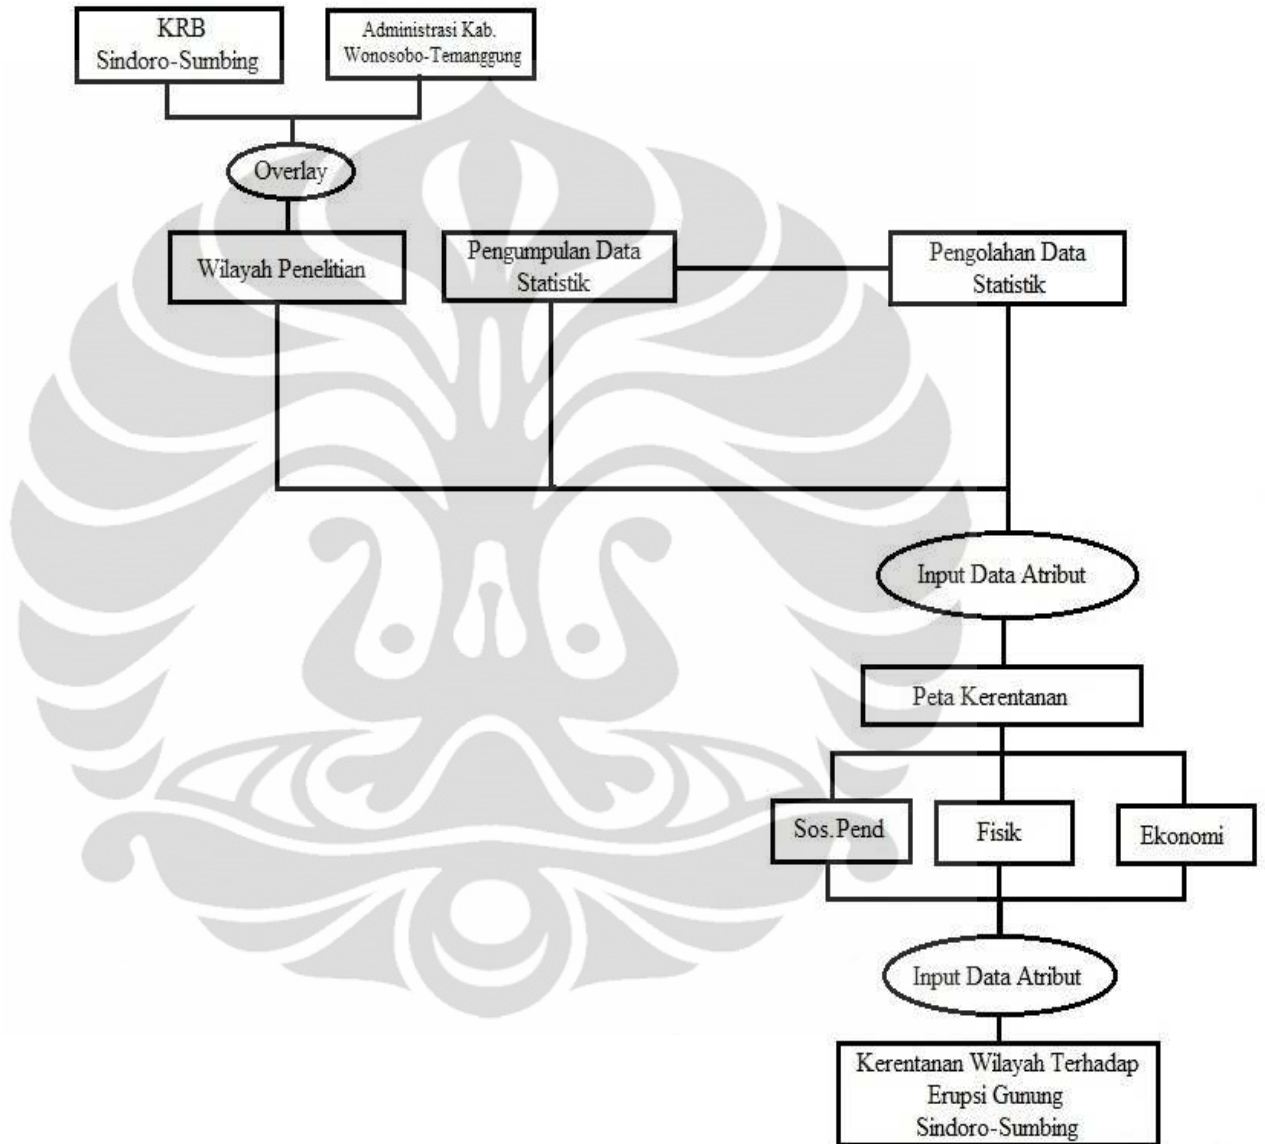 KRB
Sindoro-Sumbing
Administrasi Kab.
Wonosobo-Temanggung
Overlay
Wilayah Penelitian
Pengumpulan Data
Statistik
Pengolahan Data
Statistik
Input Data Atribut
Peta Kerentanan
Sos.Pend
Fisik
Ekonomi
Input Data Atribut
Kerentanan Wilayah Terhadap
Erupsi Gunung
Sindoro-Sumbing